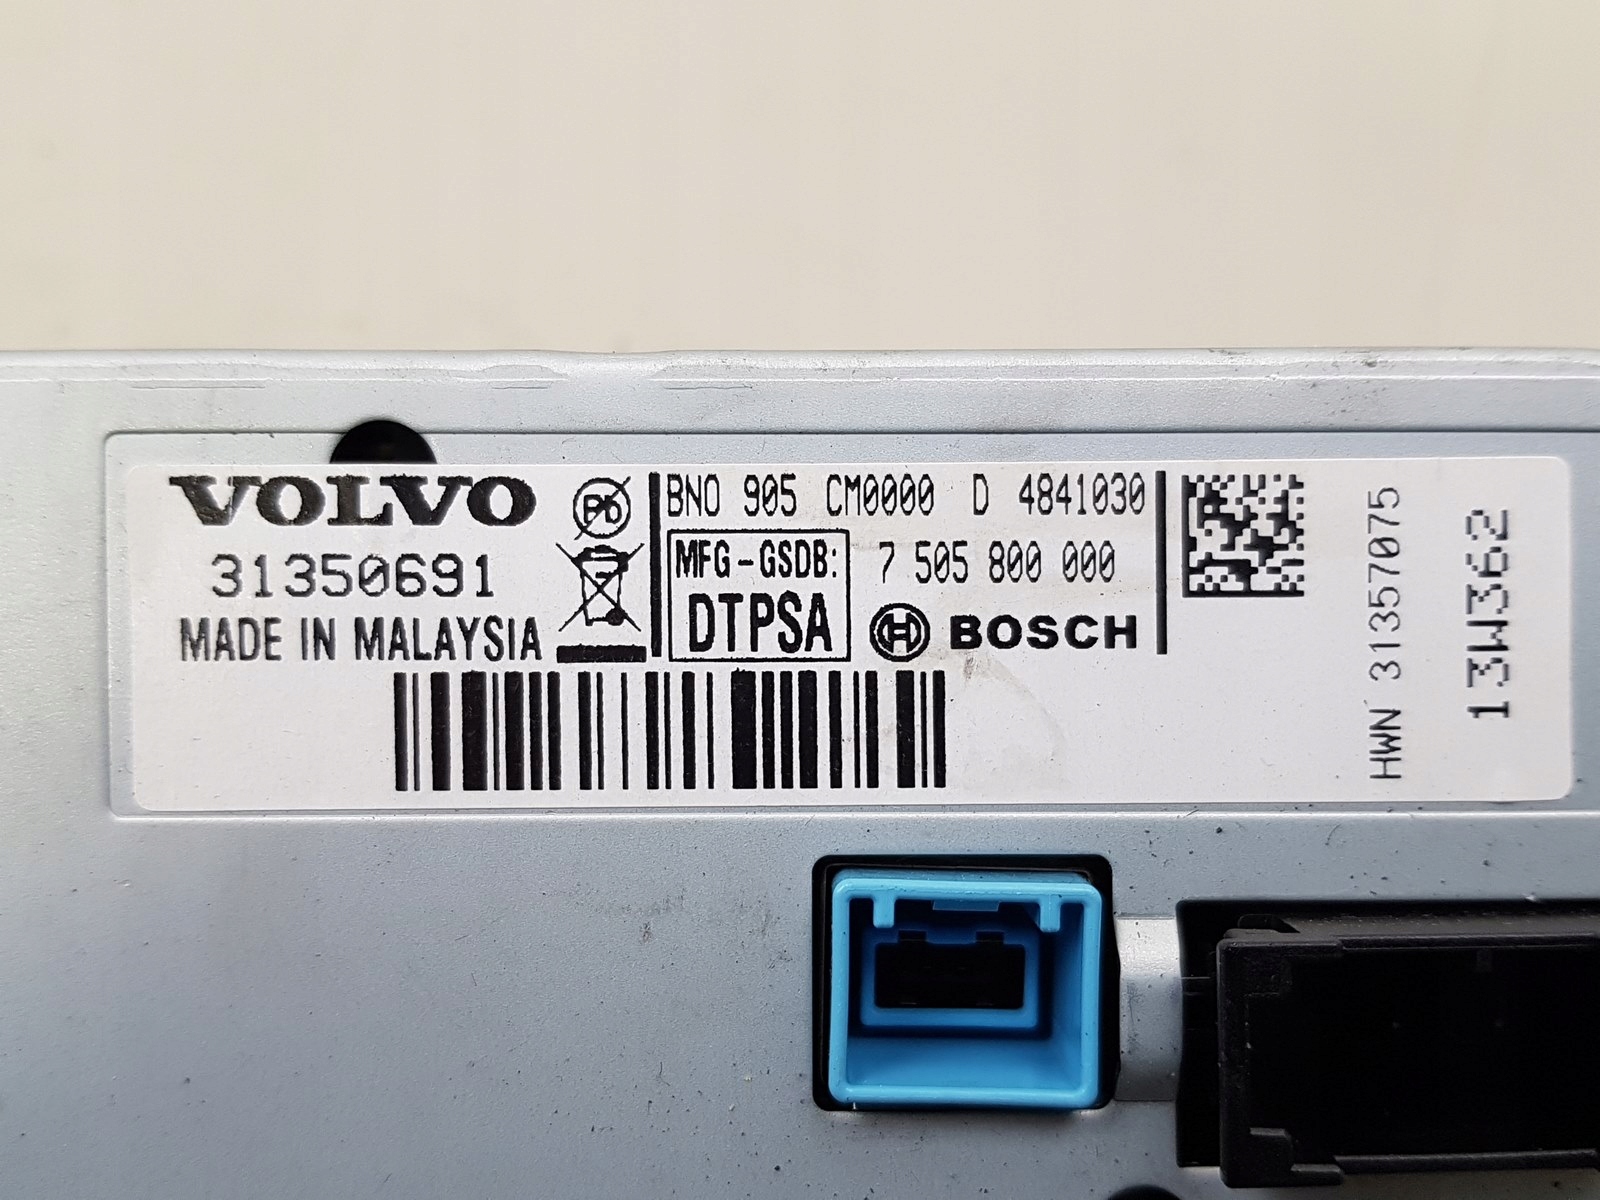 VOLVO
31350691
MADE IN MALAYSIA
Pb
BNO 905 CM0000 D 4841030
MFG-GSDB:
DTPSA
7 505 800 000
BOSCH
HWN 31357075
13W362